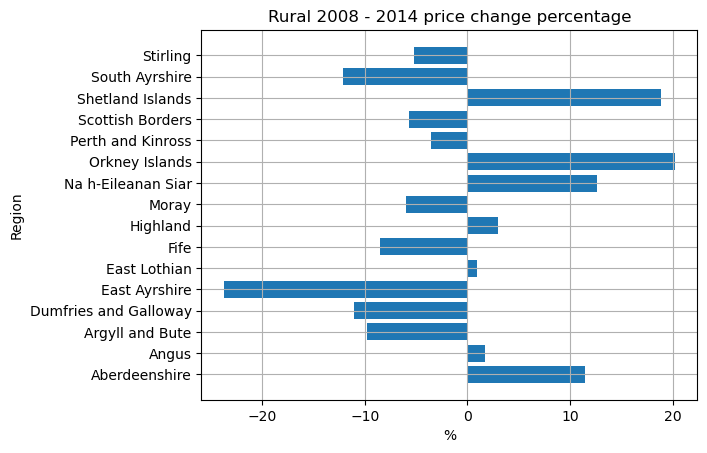 Rural 2008 - 2014 price change percentage
Stirling
South Ayrshire
Shetland Islands
Scottish Borders
Perth and Kinross
Orkney Islands
Na h-Eileanan Siar
Moray
Highland
Fife
East Lothian
East Ayrshire
Dumfries and Galloway
Argyll and Bute
Angus
Aberdeenshire
Region
−20 −10 0 10 20
%